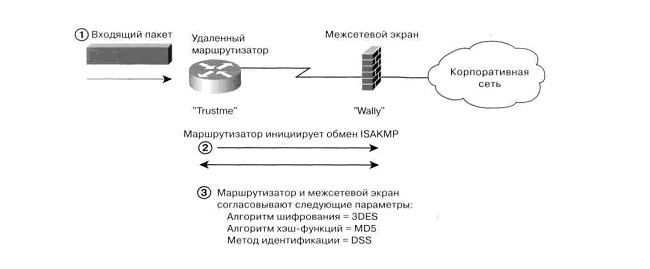 ① Входящий пакет
Удаленный
маршрутизатор
Межсетевой экран
Корпоративная
сеть
"Trustme"
"Wally"
Маршрутизатор инициирует обмен ISAKMP
②
③ Маршрутизатор и межсетевой экран
согласовывают следующие параметры:
Алгоритм шифрования = 3DES
Алгоритм хэш-функций = MD5
Метод идентификации = DSS